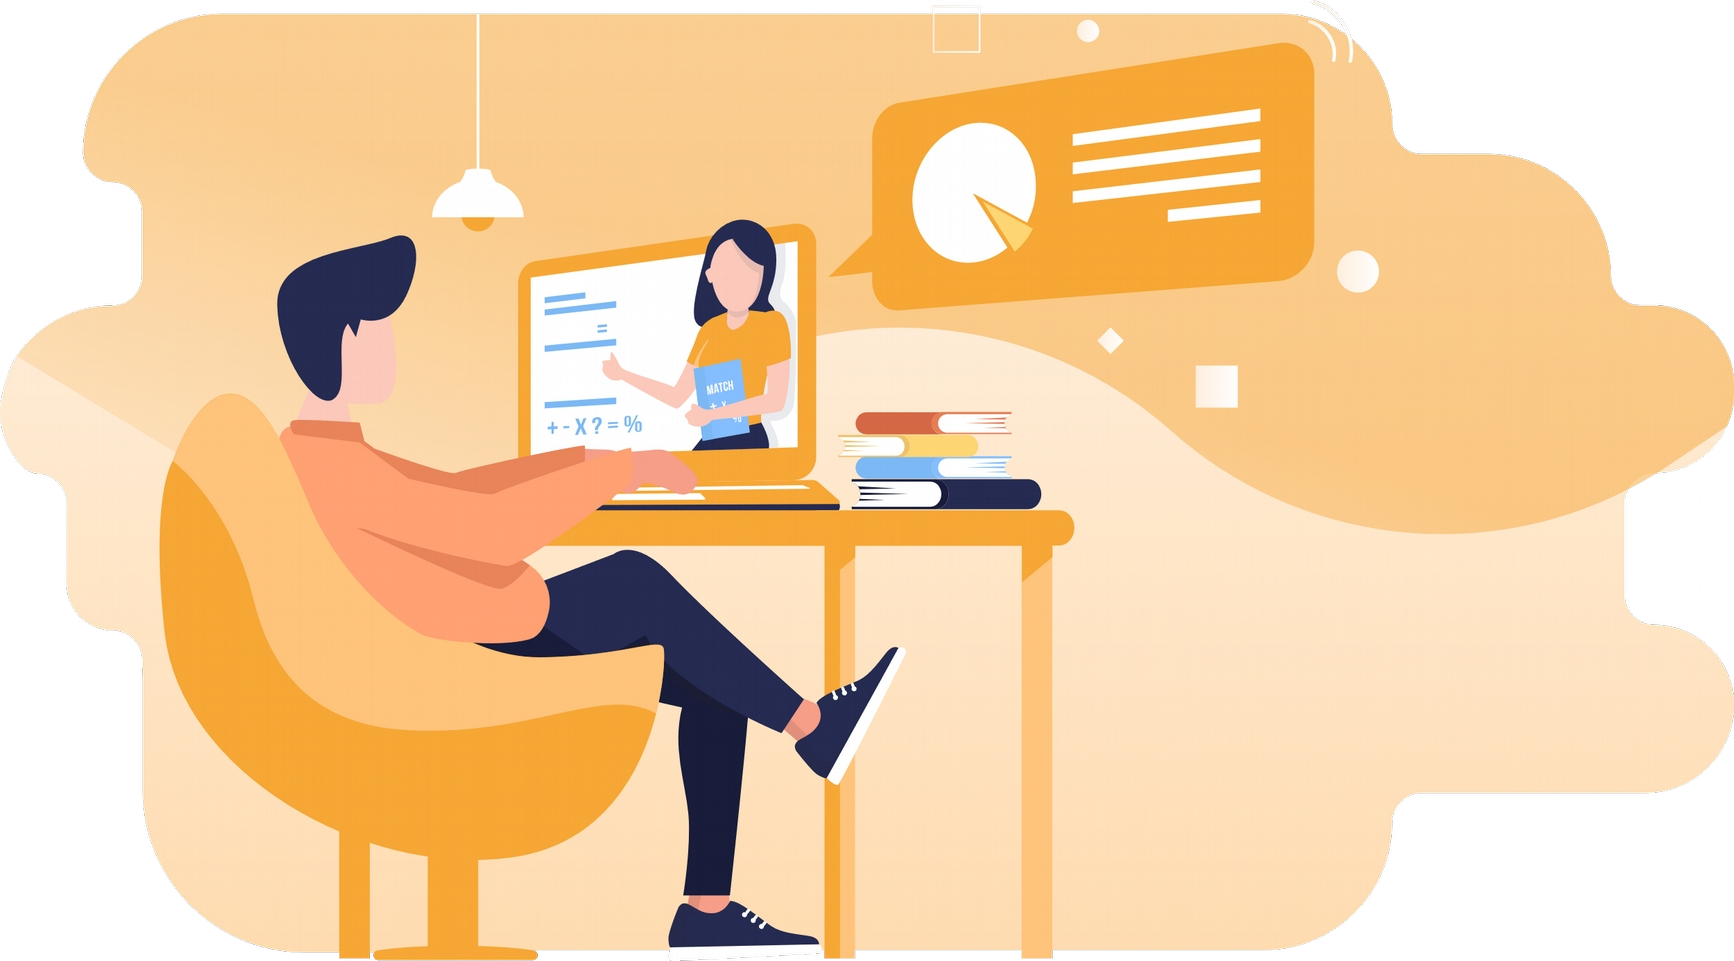 =
+ - X ? = %
MATCH
+ x
%